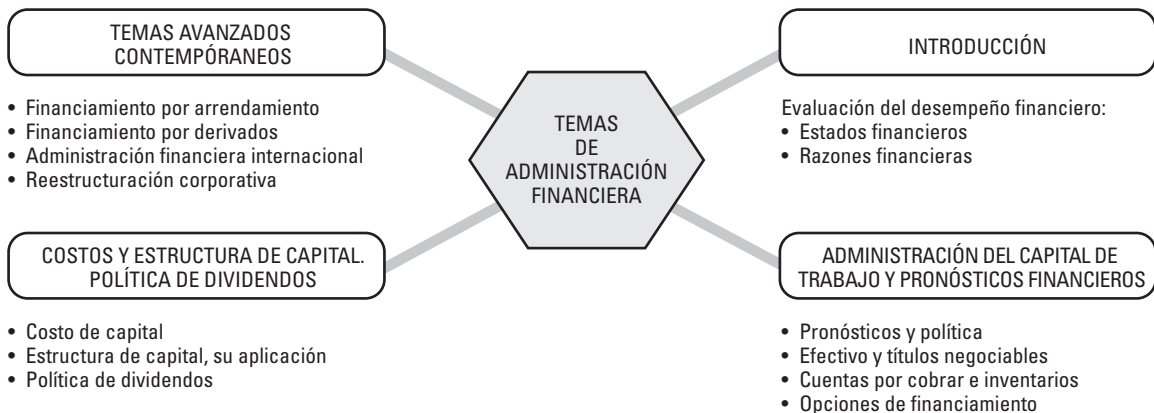 TEMAS AVANZADOS
CONTEMPÓRANEOS
• Financiamiento por arrendamiento
• Financiamiento por derivados
• Administración financiera internacional
• Reestructuración corporativa
INTRODUCCIÓN
Evaluación del desempeño financiero:
• Estados financieros
• Razones financieras
TEMAS
DE
ADMINISTRACIÓN
FINANCIERA
COSTOS Y ESTRUCTURA DE CAPITAL.
POLÍTICA DE DIVIDENDOS
• Costo de capital
• Estructura de capital, su aplicación
• Política de dividendos
ADMINISTRACIÓN DEL CAPITAL DE
TRABAJO Y PRONÓSTICOS FINANCIEROS
• Pronósticos y política
• Efectivo y títulos negociables
• Cuentas por cobrar e inventarios
• Opciones de financiamiento